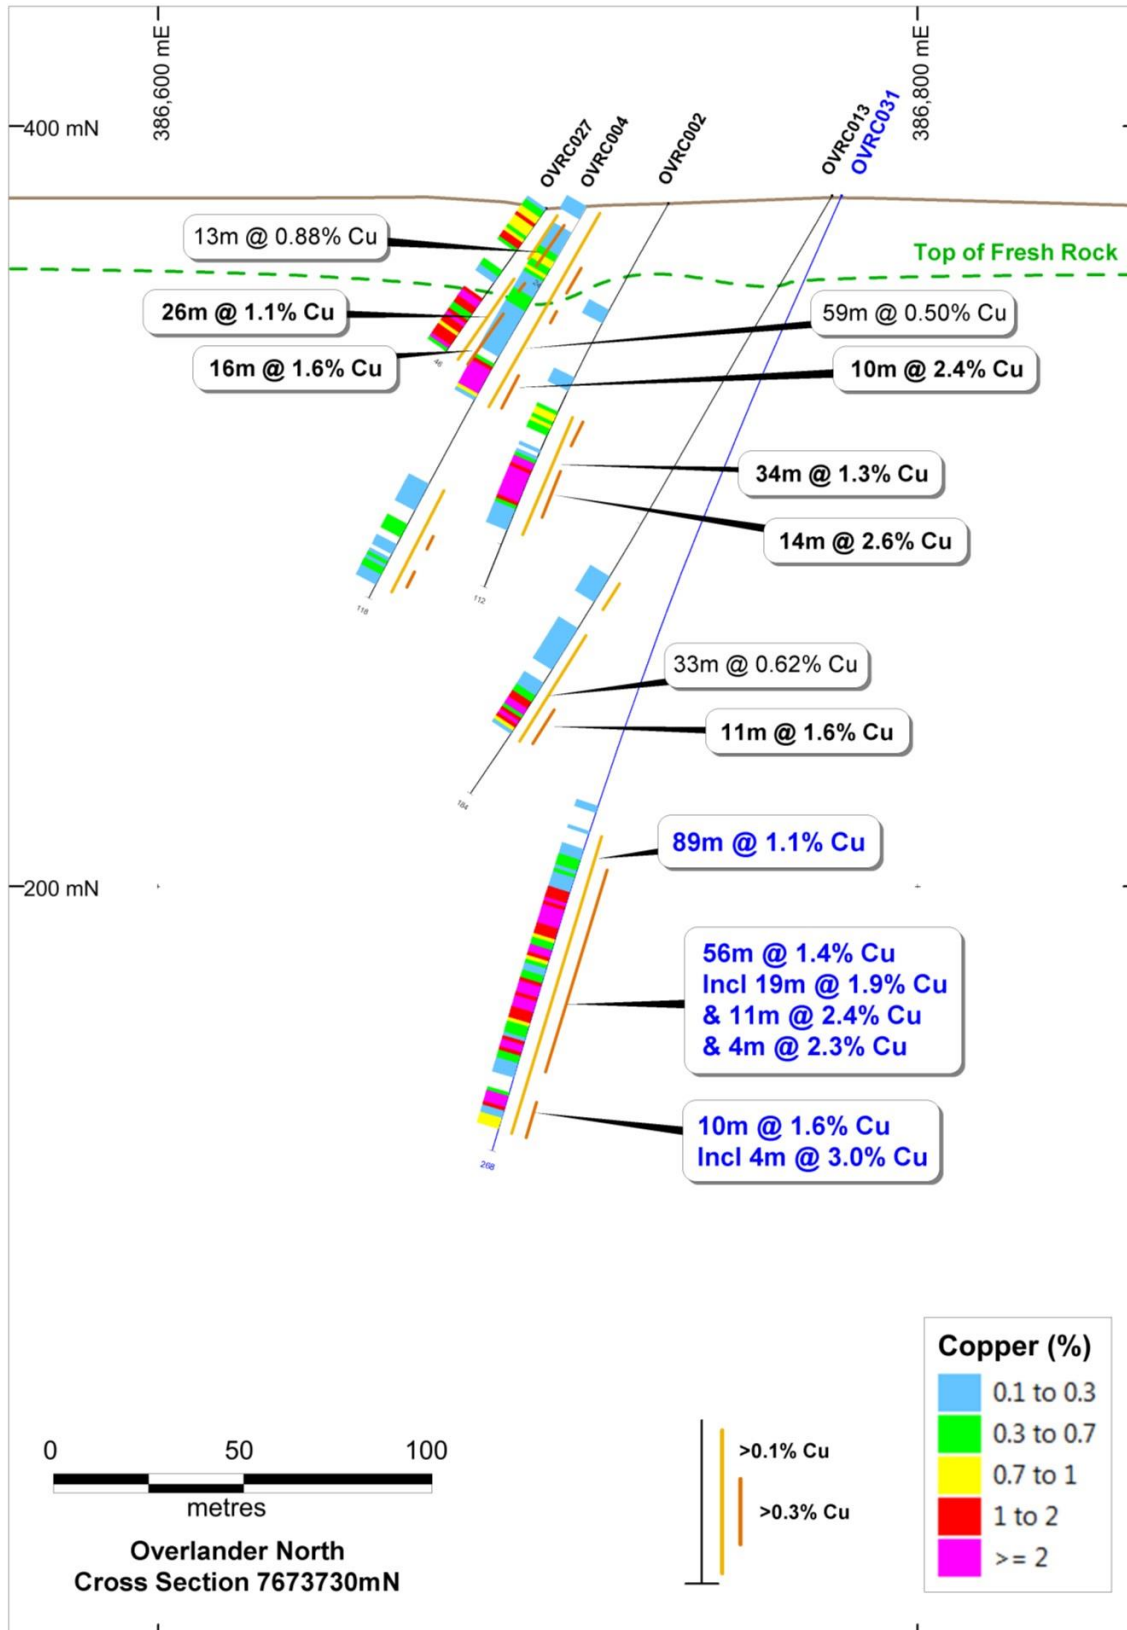 386,600 mE
386,800 mE
400 mN
OVRC027
OVRC004
OVRC002
OVRC013
OVRC031
13m @ 0.88% Cu
Top of Fresh Rock
26m @ 1.1% Cu
59m @ 0.50% Cu
16m @ 1.6% Cu
46
10m @ 2.4% Cu
34m @ 1.3% Cu
14m @ 2.6% Cu
118
112
33m @ 0.62% Cu
11m @ 1.6% Cu
184
89m @ 1.1% Cu
200 mN
56m @ 1.4% Cu
Incl 19m @ 1.9% Cu
& 11m @ 2.4% Cu
& 4m @ 2.3% Cu
10m @ 1.6% Cu
Incl 4m @ 3.0% Cu
268
Copper (%)
0.1 to 0.3
0.3 to 0.7
0.7 to 1
1 to 2
>= 2
0 50 100
metres
>0.1% Cu
>0.3% Cu
Overlander North
Cross Section 7673730mN